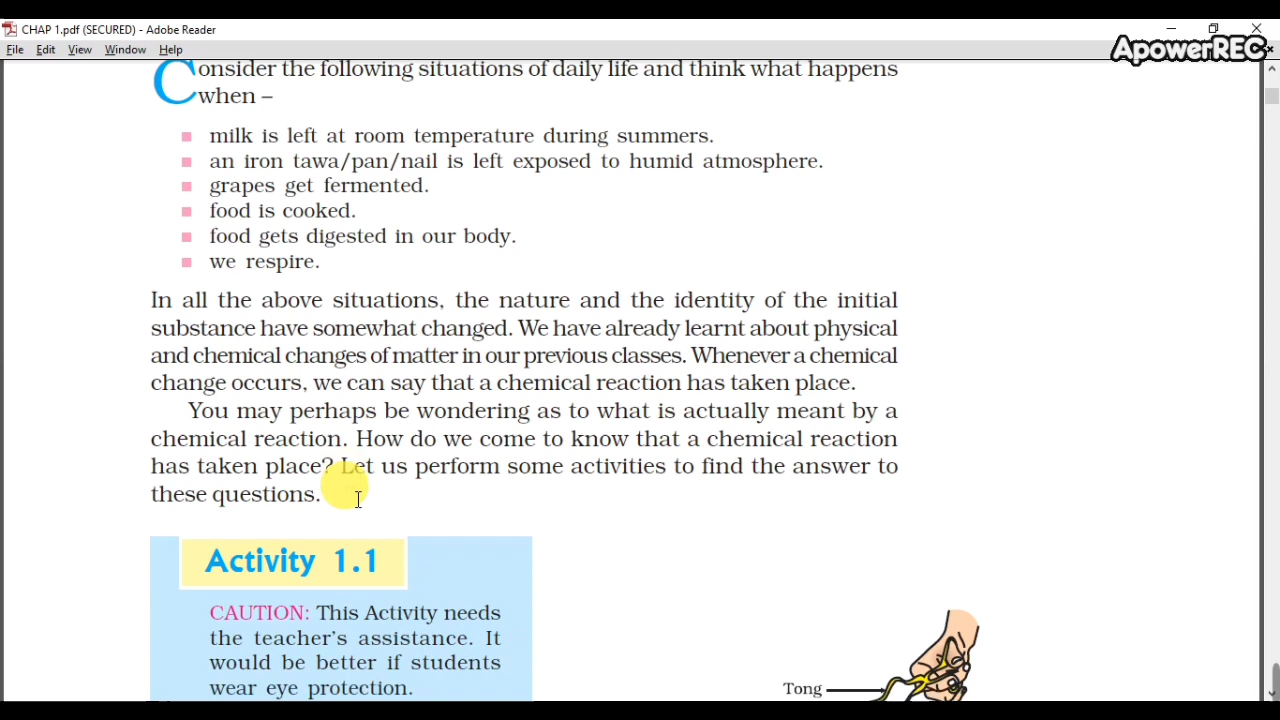 CHAP 1.pdf (SECURED) - Adobe Reader
File Edit View Window Help
ApowerREC
Consider the following situations of daily life and think what happens
when –
milk is left at room temperature during summers.
an iron tawa/pan/nail is left exposed to humid atmosphere.
grapes get fermented.
food is cooked.
food gets digested in our body.
we respire.
In all the above situations, the nature and the identity of the initial
substance have somewhat changed. We have already learnt about physical
and chemical changes of matter in our previous classes. Whenever a chemical
change occurs, we can say that a chemical reaction has taken place.
You may perhaps be wondering as to what is actually meant by a
chemical reaction. How do we come to know that a chemical reaction
has taken place? Let us perform some activities to find the answer to
these questions.
Activity 1.1
CAUTION: This Activity needs
the teacher's assistance. It
would be better if students
wear eye protection.
Tong